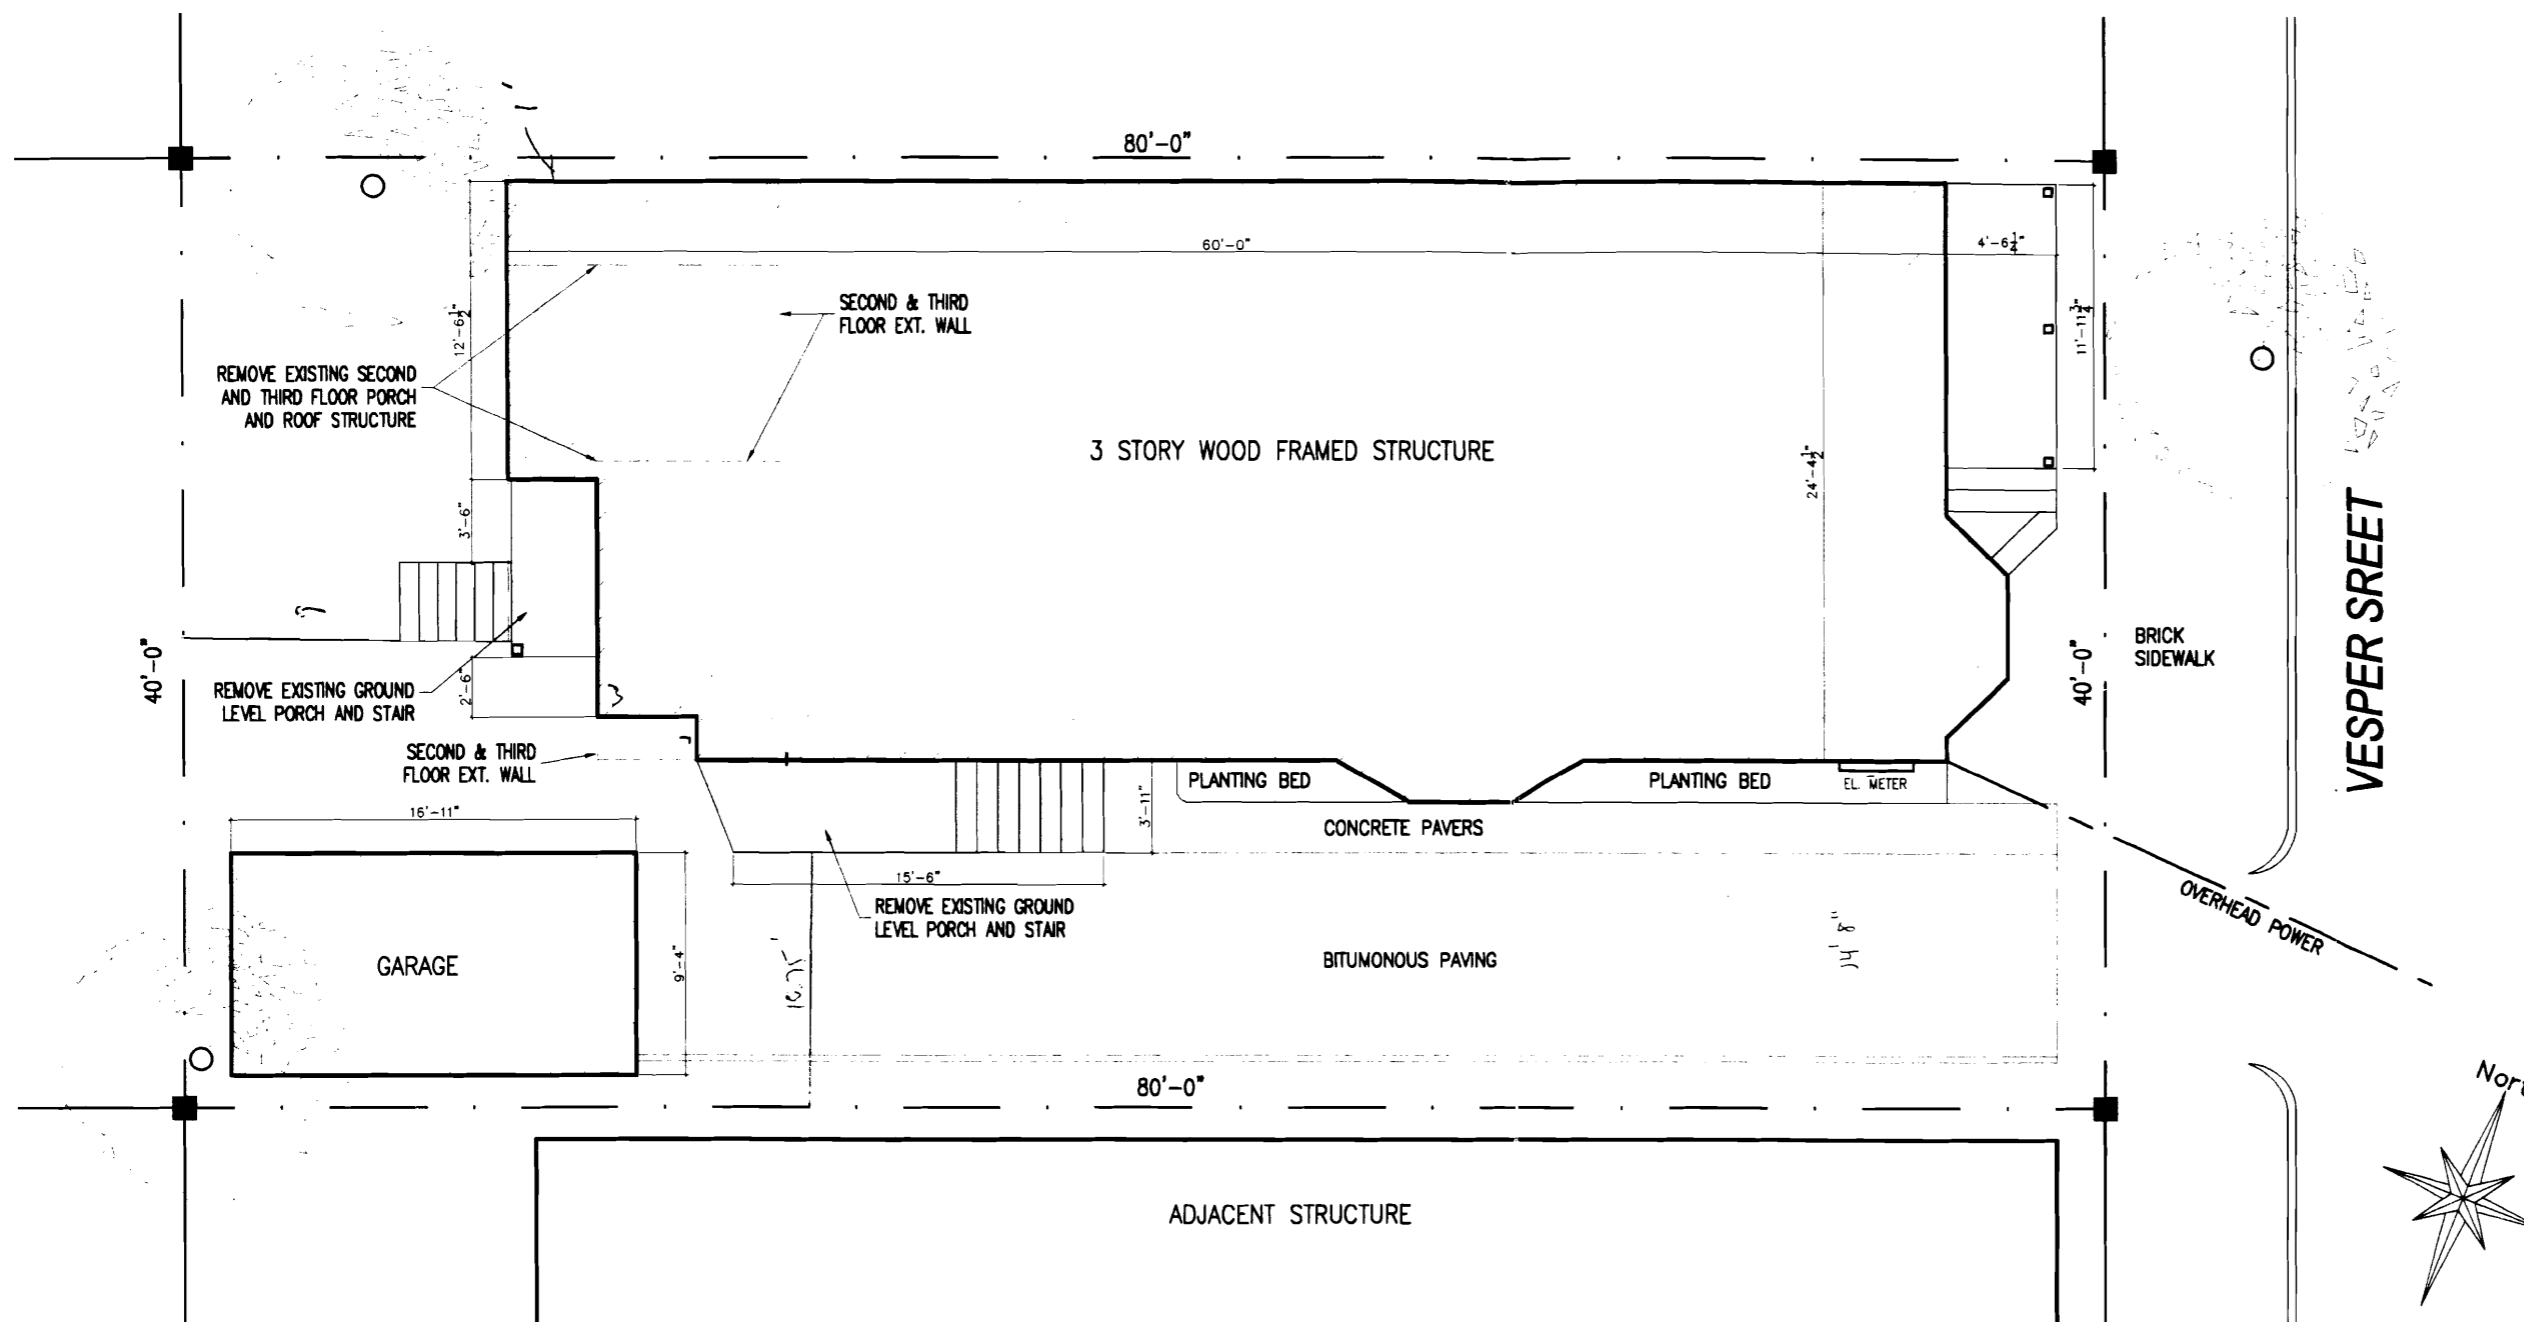 80'-0"
60'-0"
4'-6 1/2"
SECOND & THIRD
FLOOR EXT. WALL
12'-6 1/2"
11'-11 3/4"
REMOVE EXISTING SECOND
AND THIRD FLOOR PORCH
AND ROOF STRUCTURE
3 STORY WOOD FRAMED STRUCTURE
24'-4 1/2"
3'-6"
VESPER SREET
40'-0"
BRICK
SIDEWALK
40'-0"
REMOVE EXISTING GROUND
LEVEL PORCH AND STAIR
2'-6"
SECOND & THIRD
FLOOR EXT. WALL
PLANTING BED
PLANTING BED
EL. METER
16'-11"
3'-11"
CONCRETE PAVERS
15'-6"
REMOVE EXISTING GROUND
LEVEL PORCH AND STAIR
OVERHEAD POWER
GARAGE
9'-4"
14' 8"
BITUMONOUS PAVING
80'-0"
Nort
ADJACENT STRUCTURE